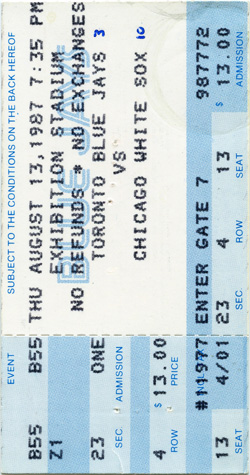 SUBJECT TO THE CONDITIONS ON THE BACK HEREOF
THU AUGUST 13,1987 7:35 PM
EXHIBITION STADIUM
NO REFUNDS* NO EXCHANGES
BLUE JAYS
TORONTO BLUE JAYS 3
VS
CHICAGO WHITE SOX 10
987772
$ 13.00
ADMISSION
ENTER GATE 7
23 4 13
SEC. ROW SEAT
EVENT
B55 B55
Z1
23 ONE
SEC. ADMISSION
$13.00
4 PRICE
#11977
4/01
13
SEAT